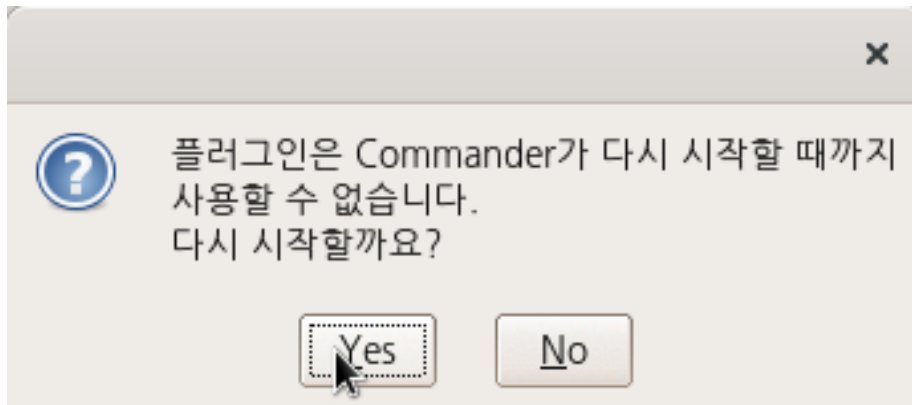 플러그인은 Commander가 다시 시작할 때까지
사용할 수 없습니다.
다시 시작할까요?
Yes
No